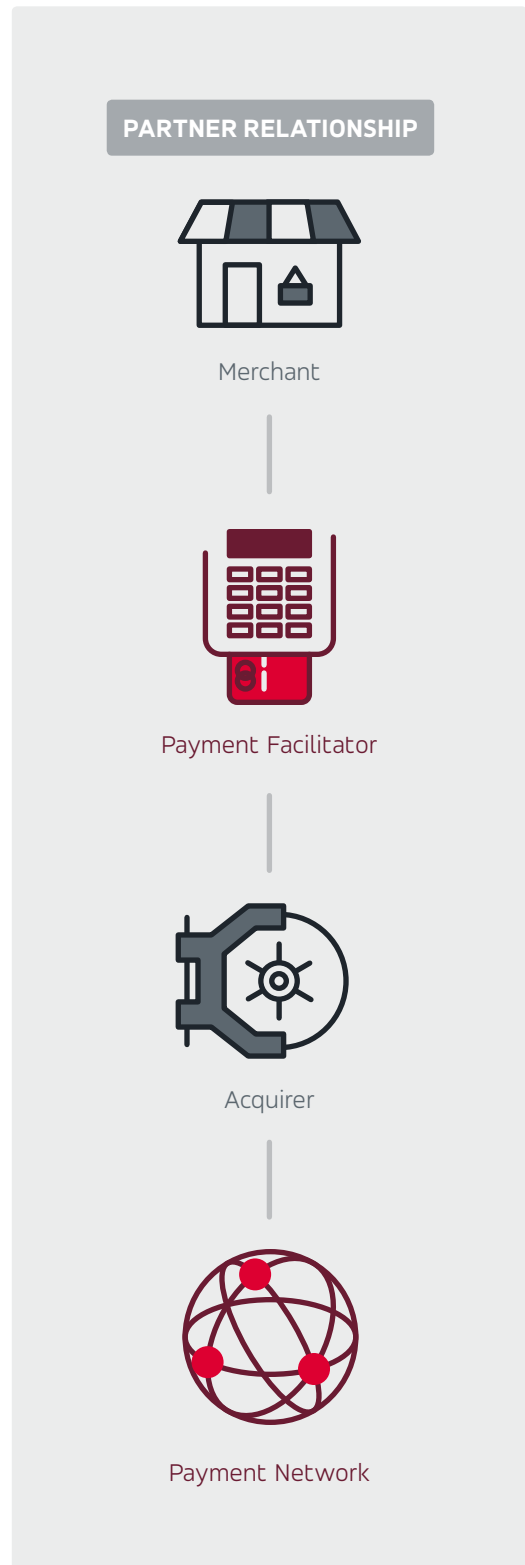 PARTNER RELATIONSHIP
Merchant
Payment Facilitator
Acquirer
Payment Network